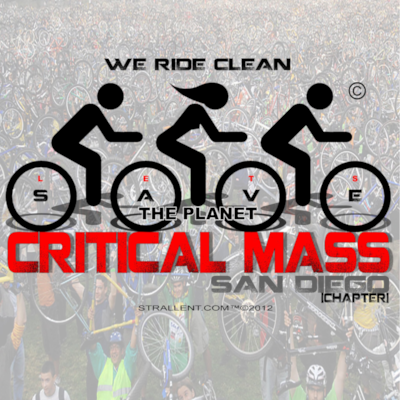 WE RIDE CLEAN
©
L E T S
S A V E
THE PLANET
CRITICAL MASS
SAN DIEGO
[CHAPTER]
STRALLENT.COM™©2012